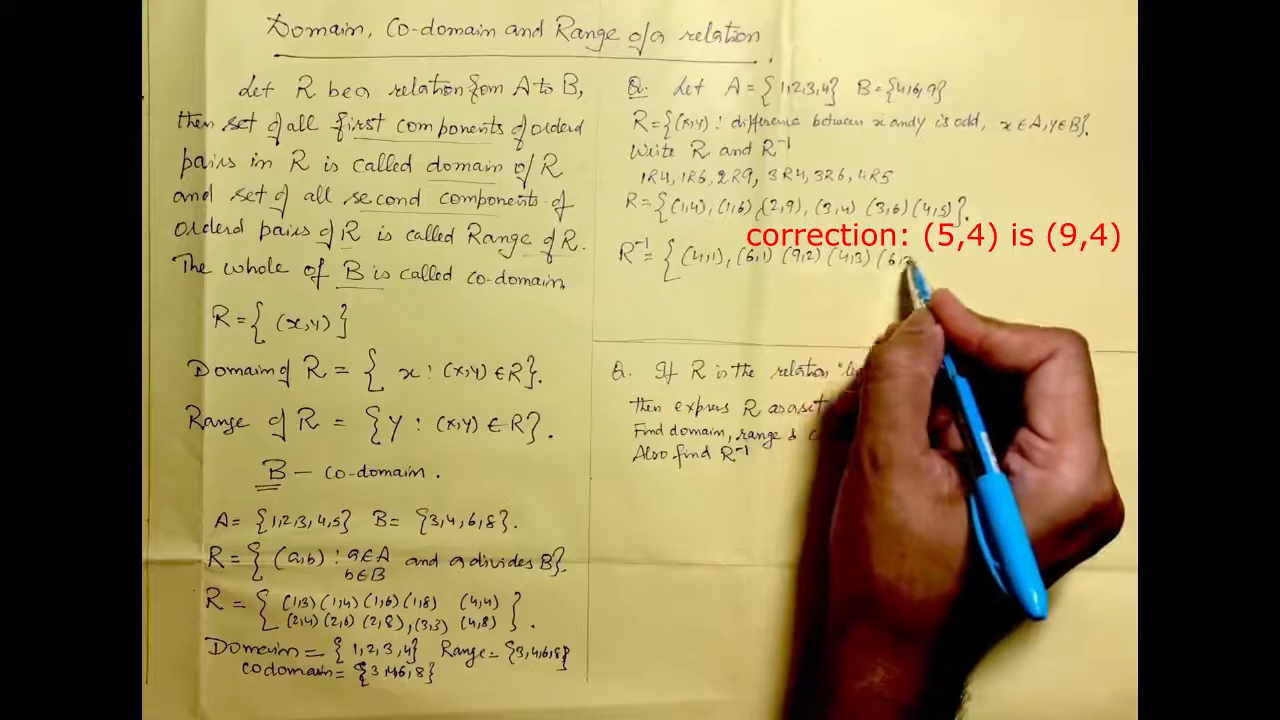 Domain, Co-domain and Range of a relation
Let R be a relation from A to B,
then set of all first components of orderd
pairs in R is called domain of R
and set of all second components of
orderd pairs of R is called Range of R.
The whole of B is called co-domain.
R = { (x,y) }
Domain of R = { x : (x,y) ∈ R}.
Range of R = {y : (x,y) ∈ R}.
B – co-domain.
A = {1,2,3,4,5} B = {3,4,6,8}.
R = { (a,b) : a∈A and a divides B}.
b∈B
R = { (1,3) (1,4) (1,6) (1,8) (4,4)
(2,4) (2,6) (2,8), (3,3) (4,8) }.
Domain = {1,2,3,4} Range = {3,4,6,8}
codomain = {3,4,6,8}
Q. Let A = {1,2,3,4} B = {4,6,9}
R = {(x,y) : difference between x and y is odd, x∈A, y∈B}.
Write R and R⁻¹
1R4, 1R6, 2R9, 3R4, 3R6, 4R5
R = {(1,4), (1,6), (2,9), (3,4) (3,6) (4,5)}.
correction: (5,4) is (9,4)
R⁻¹ = { (4,1), (6,1) (9,2) (4,3) (6,3
Q. If R is the relation
then express R as a set
Find domain, range &
Also find R⁻¹